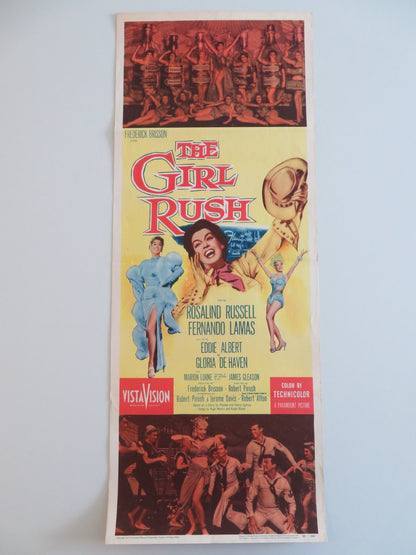 FREDERICK BRISSON
THE
GIRL
RUSH
ROSALIND RUSSELL
FERNANDO LAMAS
EDDIE ALBERT
GLORIA DE HAVEN
MARION LORNE
JAMES GLEASON
Frederick Brisson
Robert Pirosh
Robert Pirosh & Jerome Davis
Robert Alton
VISTAVISION
COLOR BY
TECHNICOLOR
A PARAMOUNT PICTURE